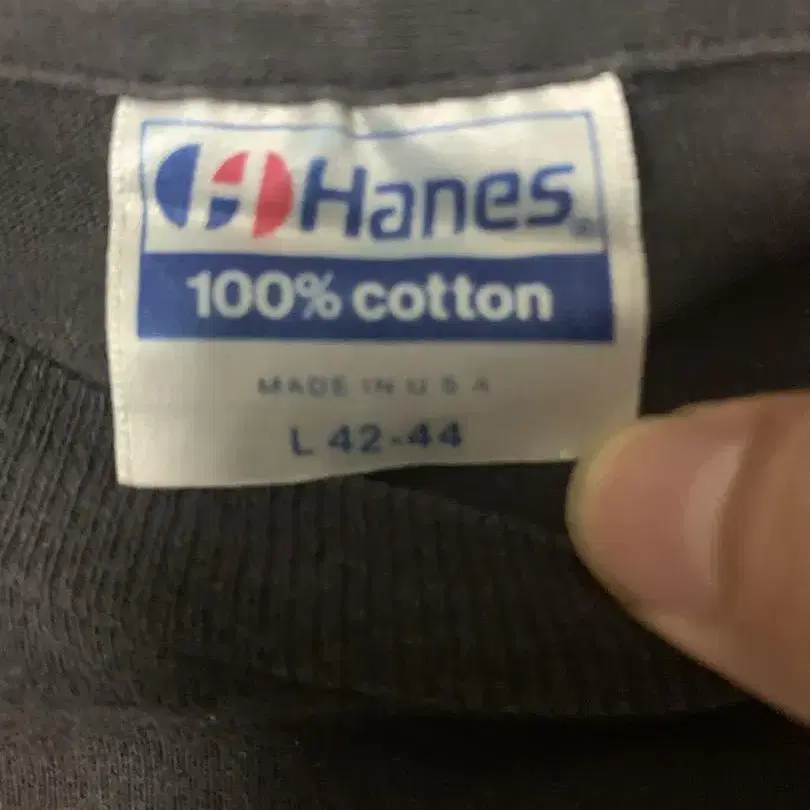 Hanes®
100% cotton
MADE IN U S A
L 42-44